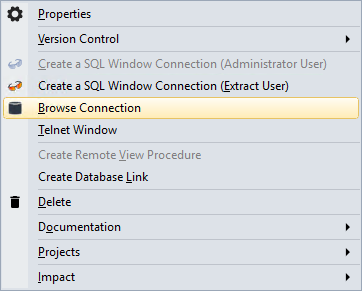 Properties
Version Control
Create a SQL Window Connection (Administrator User)
Create a SQL Window Connection (Extract User)
Browse Connection
Telnet Window
Create Remote View Procedure
Create Database Link
Delete
Documentation
Projects
Impact